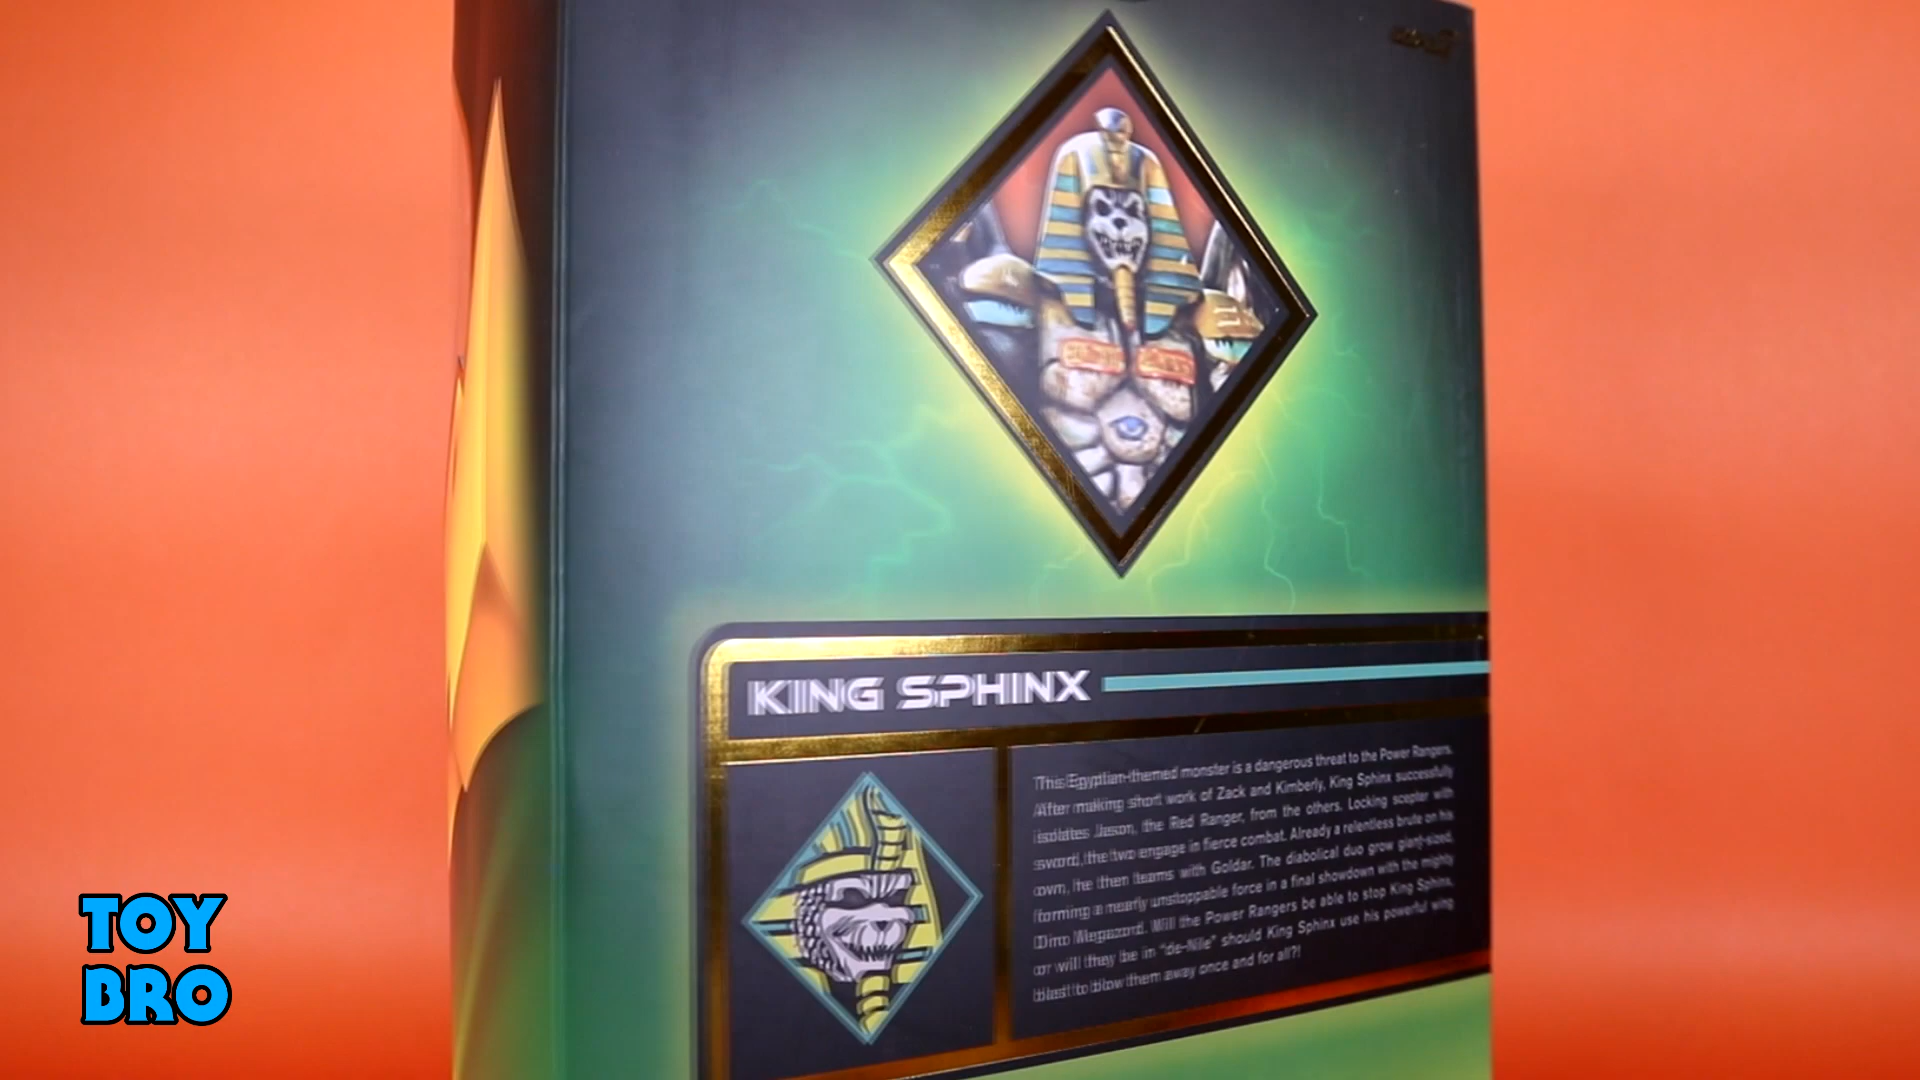 KING SPHINX
This Egyptian-themed monster is a dangerous threat to the Power Rangers.
After making short work of Zack and Kimberly, King Sphinx successfully
isolates Jason, the Red Ranger, from the others. Locking scepter with
sword, the two engage in fierce combat. Already a relentless brute on his
own, he then teams with Goldar. The diabolical duo grow giant-sized,
forming a nearly unstoppable force in a final showdown with the mighty
Dino Megazord. Will the Power Rangers be able to stop King Sphinx,
or will they be in "de-Nile" should King Sphinx use his powerful wing
blast to blow them away once and for all?!
TOY
BRO